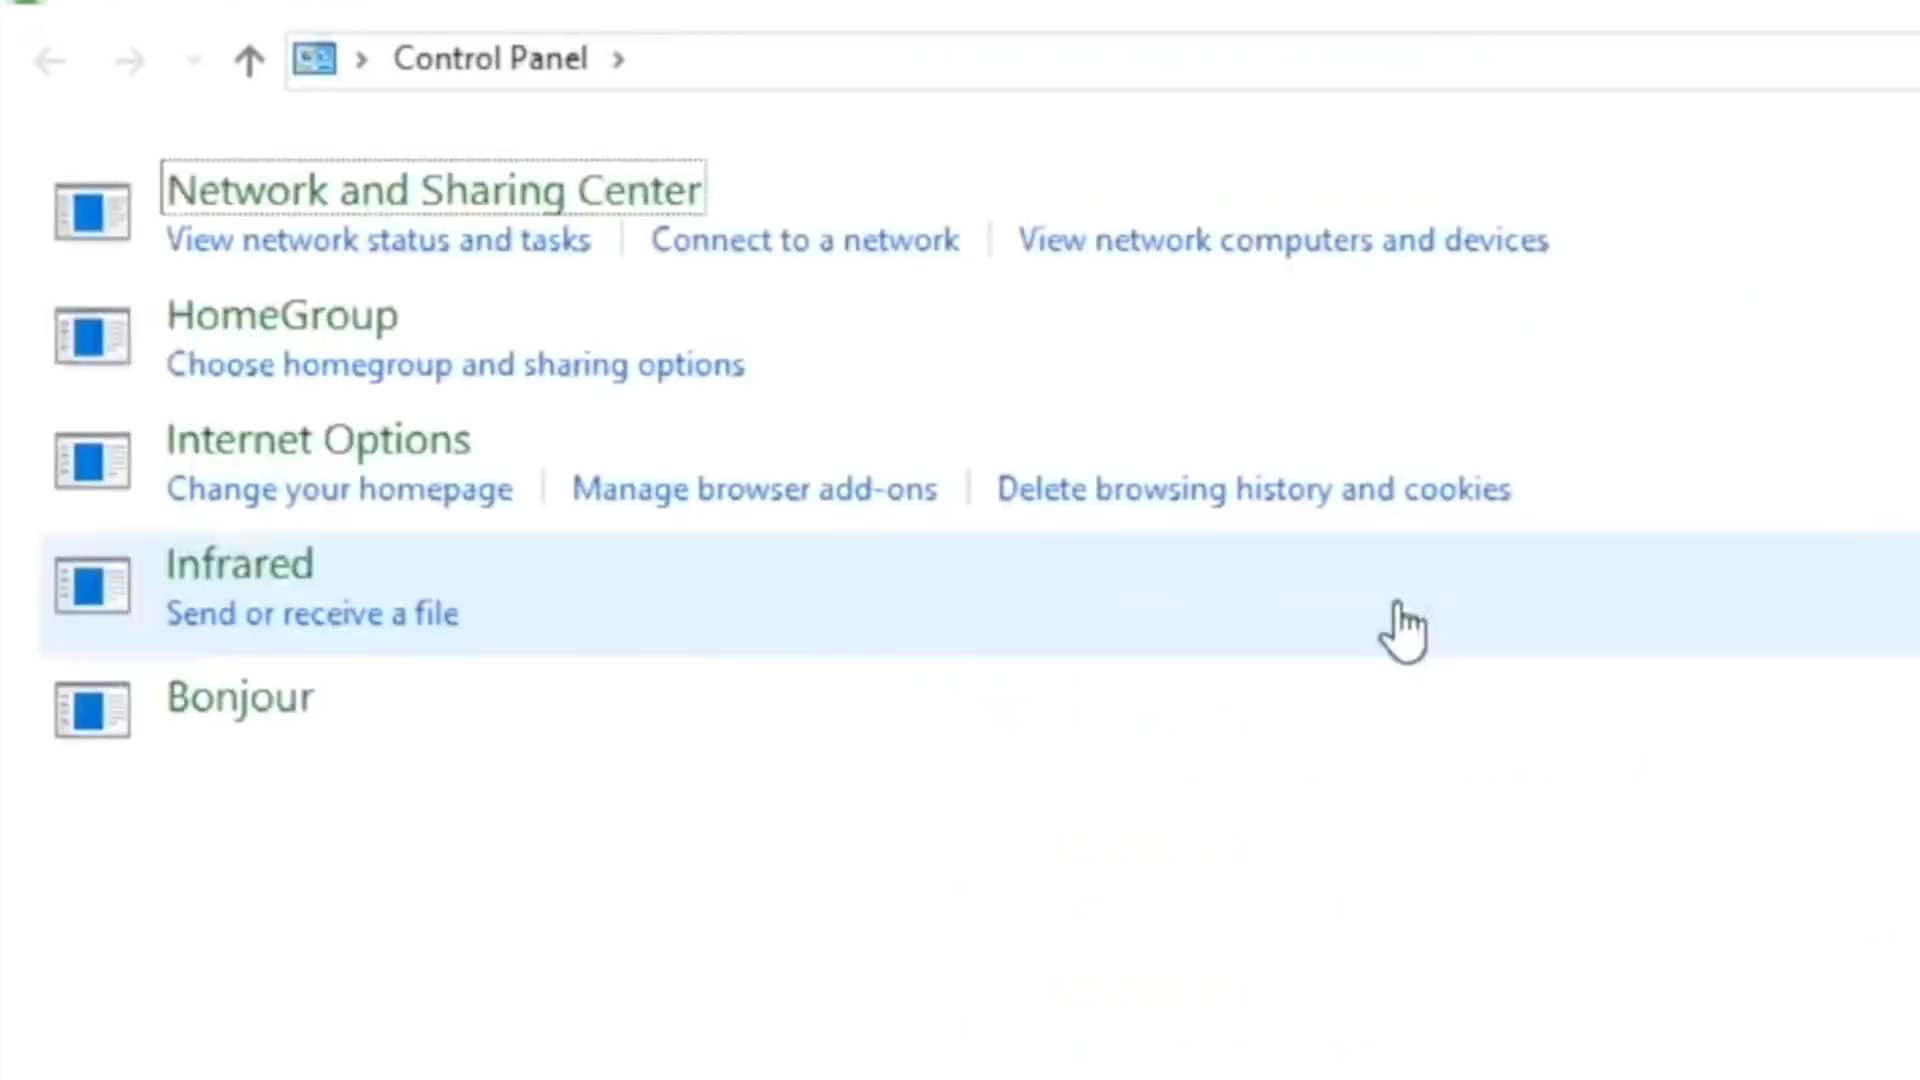 Control Panel
Network and Sharing Center
View network status and tasks Connect to a network View network computers and devices
HomeGroup
Choose homegroup and sharing options
Internet Options
Change your homepage Manage browser add-ons Delete browsing history and cookies
Infrared
Send or receive a file
Bonjour